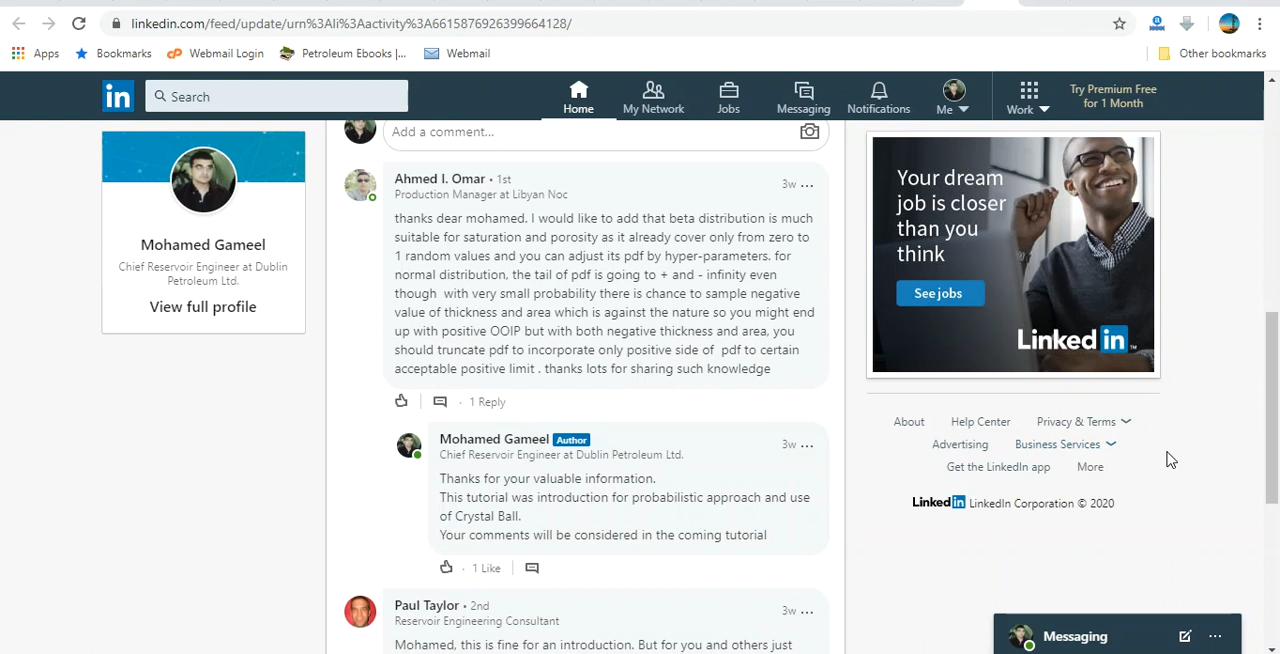 linkedin.com/feed/update/urn%3Ali%3Aactivity%3A6615876926399664128/
Apps
Bookmarks
Webmail Login
Petroleum Ebooks |...
Webmail
Other bookmarks
in
Search
Home
My Network
Jobs
Messaging
Notifications
Me
Work
Try Premium Free
for 1 Month
Mohamed Gameel
Chief Reservoir Engineer at Dublin
Petroleum Ltd.
View full profile
Add a comment...
Ahmed I. Omar • 1st
3w ...
Production Manager at Libyan Noc
thanks dear mohamed. I would like to add that beta distribution is much
suitable for saturation and porosity as it already cover only from zero to
1 random values and you can adjust its pdf by hyper-parameters. for
normal distribution, the tail of pdf is going to + and - infinity even
though with very small probability there is chance to sample negative
value of thickness and area which is against the nature so you might end
up with positive OOIP but with both negative thickness and area, you
should truncate pdf to incorporate only positive side of pdf to certain
acceptable positive limit . thanks lots for sharing such knowledge
· 1 Reply
Mohamed Gameel Author
3w ...
Chief Reservoir Engineer at Dublin Petroleum Ltd.
Thanks for your valuable information.
This tutorial was introduction for probabilistic approach and use
of Crystal Ball.
Your comments will be considered in the coming tutorial
· 1 Like
Paul Taylor • 2nd
3w ...
Reservoir Engineering Consultant
Mohamed, this is fine for an introduction. But for you and others just
Your dream
job is closer
than you
think
See jobs
LinkedIn
About
Help Center
Privacy & Terms
Advertising
Business Services
Get the LinkedIn app
More
LinkedIn LinkedIn Corporation © 2020
Messaging
...